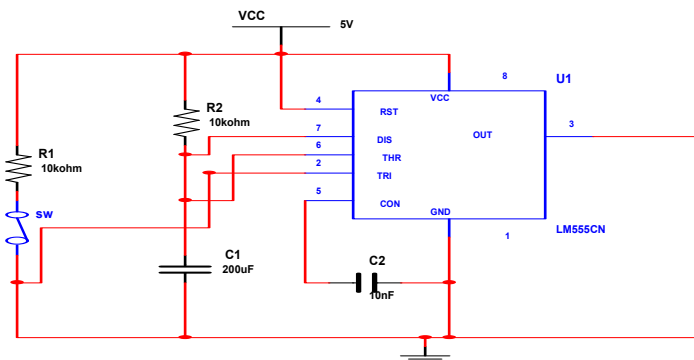 VCC
5V
8
U1
VCC
4
RST
R2
10kohm
7
DIS
OUT
3
6
THR
R1
10kohm
2
TRI
5
CON
sw
GND
1
LM555CN
C1
200uF
C2
10nF